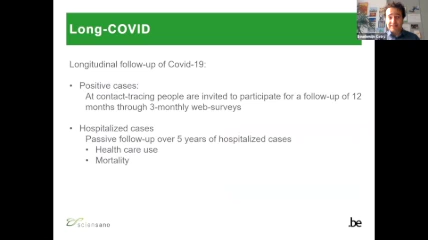 Long-COVID
Longitudinal follow-up of Covid-19:
• Positive cases:
At contact-tracing people are invited to participate for a follow-up of 12
months through 3-monthly web-surveys
• Hospitalized cases
Passive follow-up over 5 years of hospitalized cases
• Health care use
• Mortality
sciensano
.be